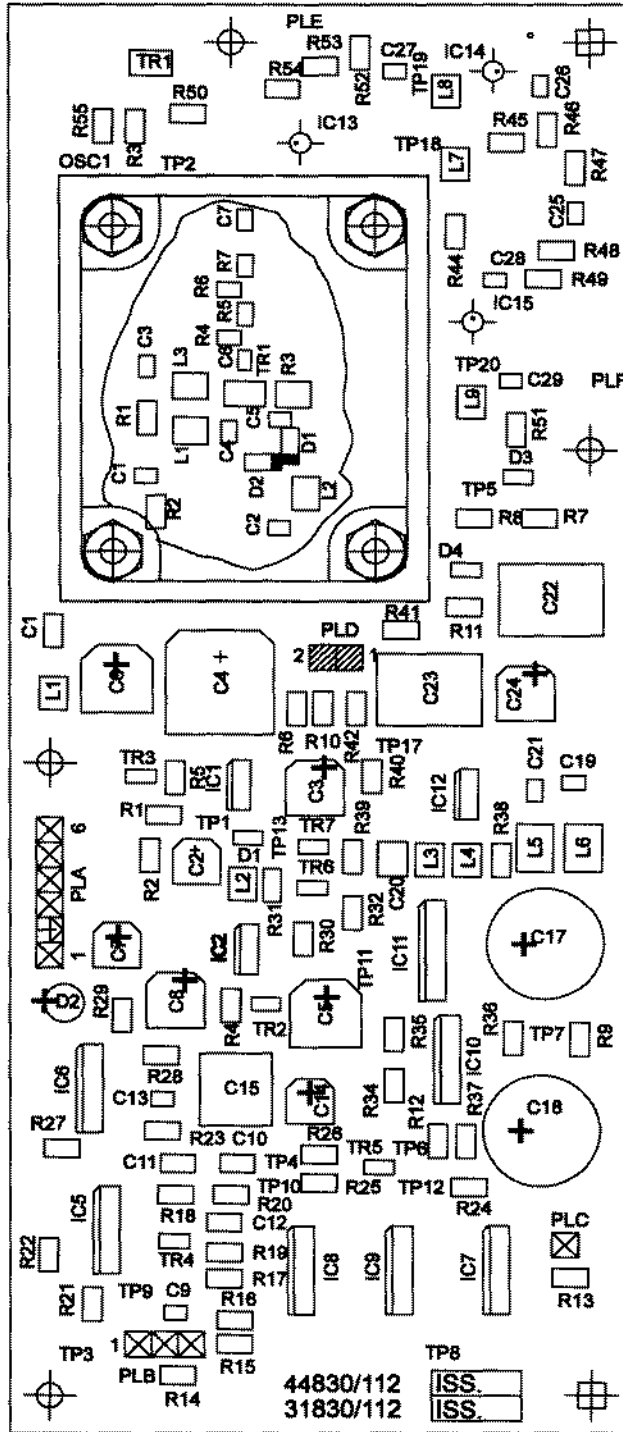 PLE
R53
C27
TP19
IC14
TR1
R54
R52
L8
C26
R50
R55
R3
IC13
TP18
R45
R46
OSC1
TP2
L7
R47
C7
C25
R44
R48
R7
R6
C28
R49
R5
IC15
R4
C6
C3
L3
TR1
R3
TP20
C29
PLF
L9
R1
L1
C4
C5
D1
R51
C1
D2
L2
D3
TP5
R2
C2
R8
R7
D4
C22
C1
R41
R11
PLD
2
1
L1
C4
C23
C24
R6
R10
R42
TP17
TR3
R5
IC1
C3
R40
IC12
C21
C19
R1
TP1
TP13
TR7
R39
R38
6
D1
R2
C2
L2
TR6
C20
L3
L4
L5
L6
PLA
R31
R32
1
IC2
R30
TP11
IC11
C17
D2
R29
R4
TR2
C5
R35
R36
TP7
R9
IC6
R28
C15
C14
IC10
C13
R34
R12
R37
C18
R27
R23
C10
R26
TP6
C11
TP4
TR5
IC5
R18
R20
TP10
R25
TP12
R24
C12
PLC
R22
TR4
R19
IC8
IC9
IC7
R17
R13
R21
TP9
C9
R16
1
R15
TP3
PLB
R14
TP8
44830/112 ISS.
31830/112 ISS.